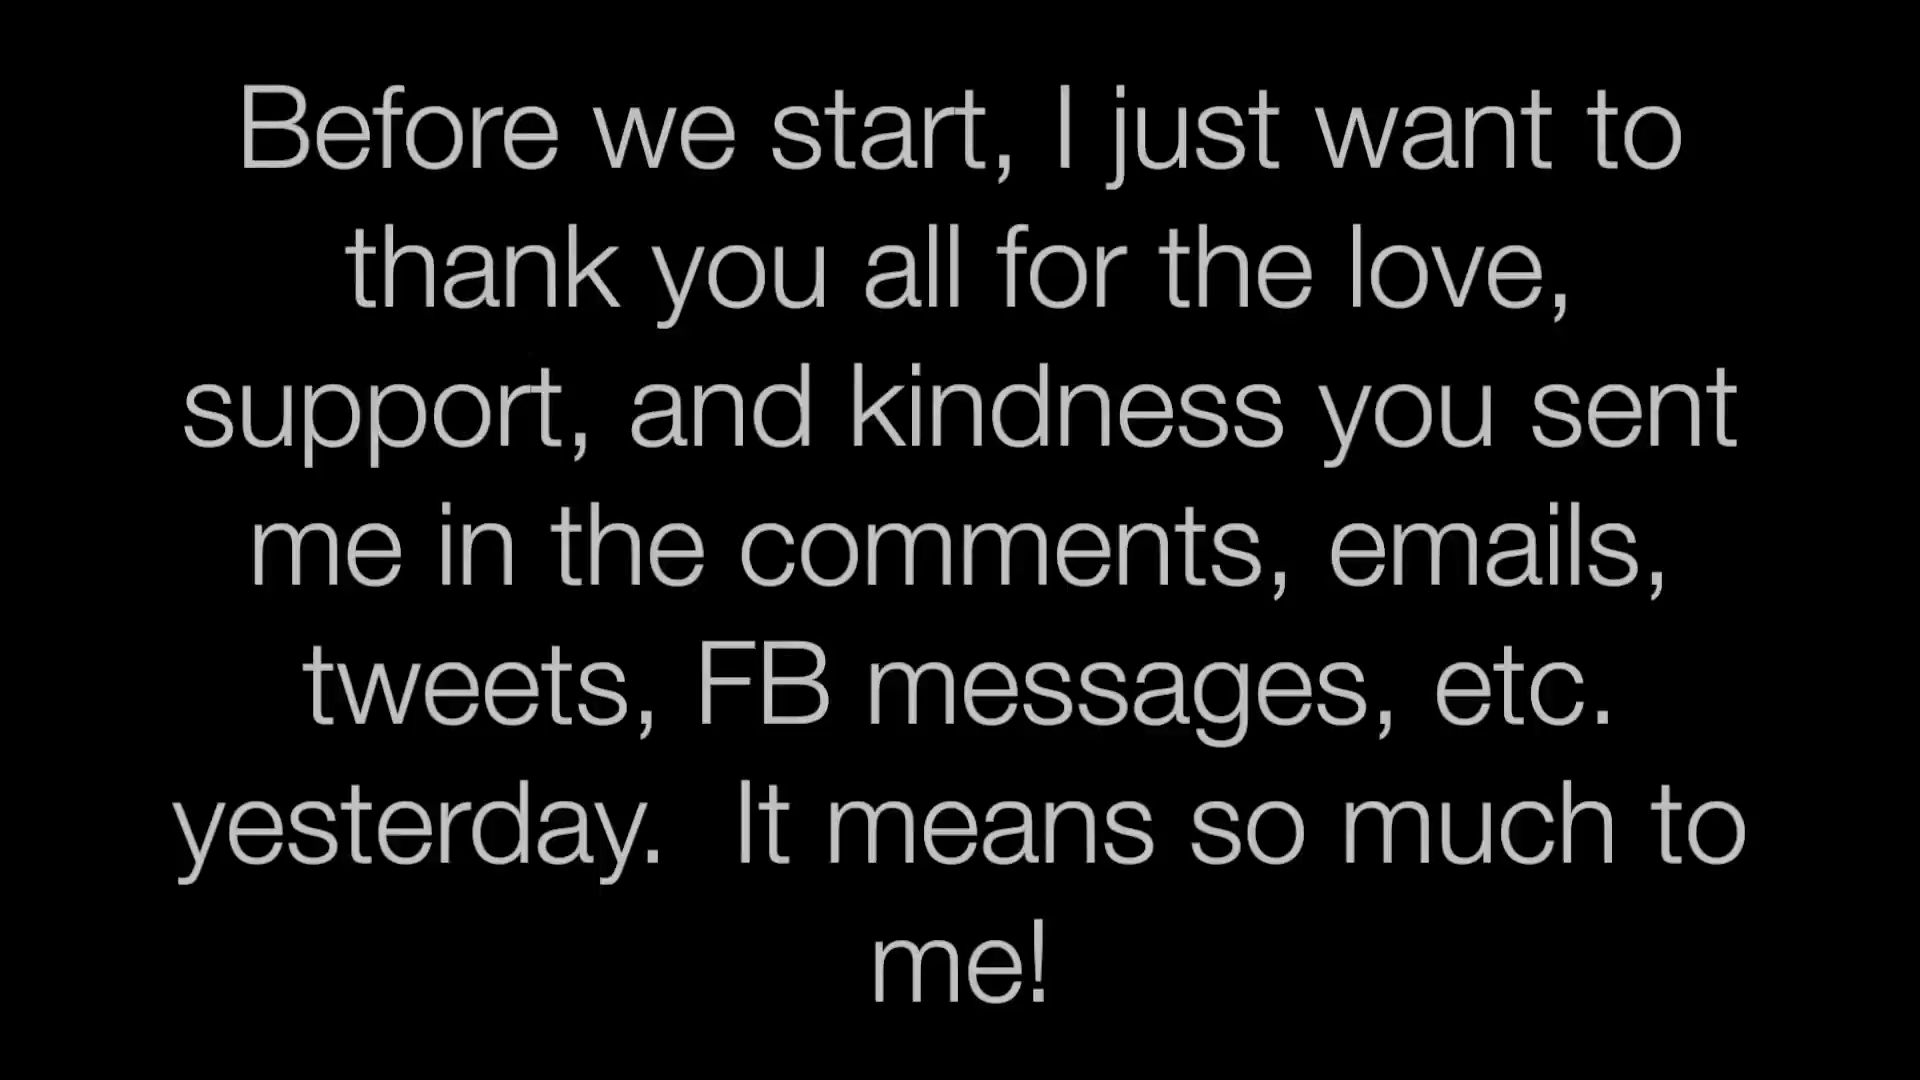 Before we start, I just want to
thank you all for the love,
support, and kindness you sent
me in the comments, emails,
tweets, FB messages, etc.
yesterday.  It means so much to
me!